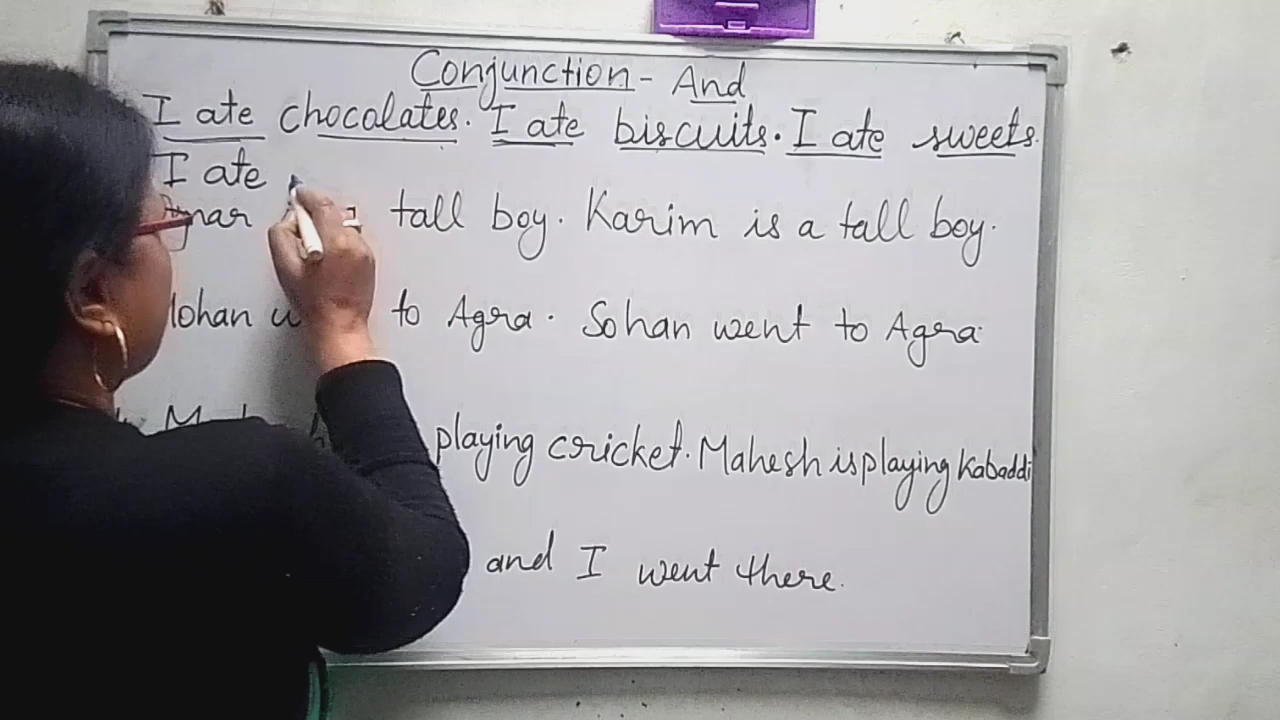 Conjunction - And
I ate chocolates. I ate biscuits. I ate sweets.
I ate
tall boy. Karim is a tall boy.
Mohan to Agra. Sohan went to Agra.
playing cricket. Mahesh is playing Kabaddi
and I went there.